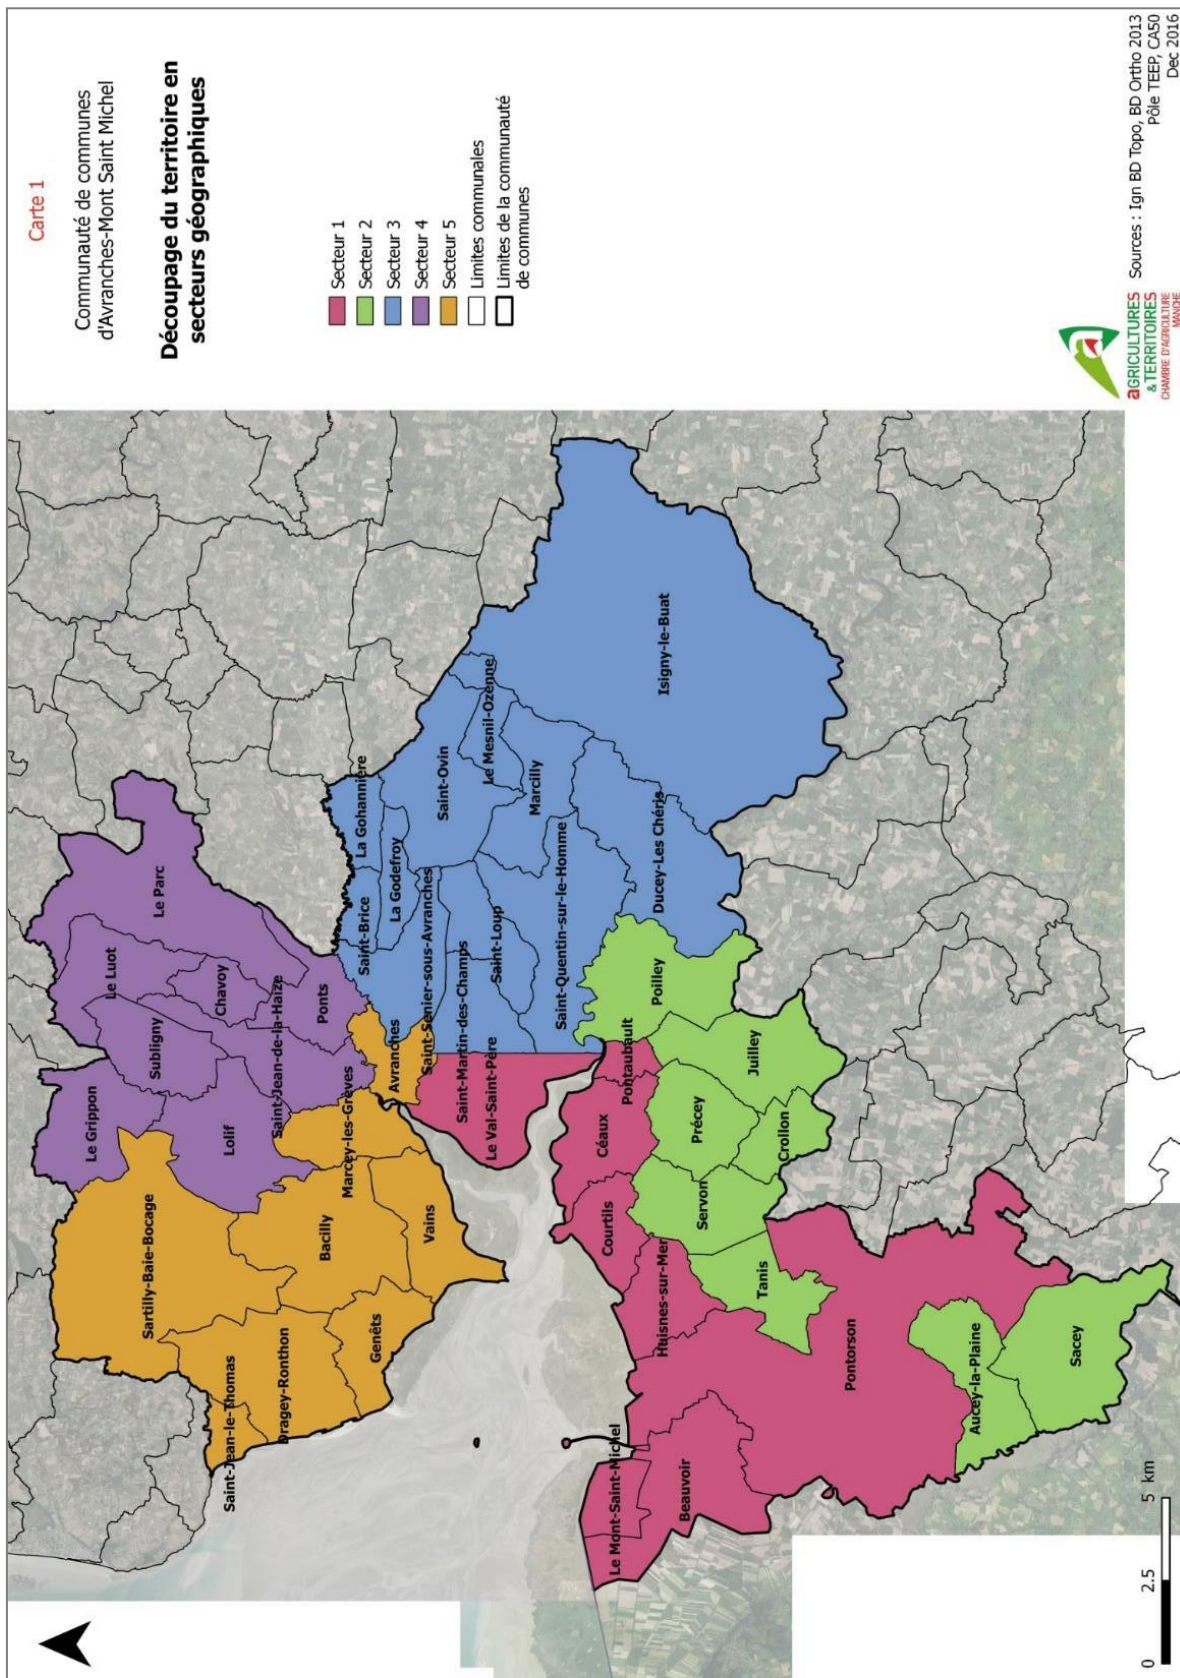 Carte 1
Communauté de communes
d'Avranches-Mont Saint Michel
Découpage du territoire en
secteurs géographiques
Secteur 1
Secteur 2
Secteur 3
Secteur 4
Secteur 5
Limites communales
Limites de la communauté
de communes
Le Grippon
Le Luot
Le Parc
Subligny
Chavoy
Sartilly-Baie-Bocage
Lolif
Saint-Jean-de-la-Haize
Ponts
Saint-Jean-le-Thomas
Dragey-Ronthon
Bacilly
Marcey-les-Grèves
Genêts
Vains
Avranches
Saint-Brice
La Gohannière
La Godefroy
Saint-Senier-sous-Avranches
Saint-Ovin
Saint-Martin-des-Champs
Saint-Loup
Le Mesnil-Ozenne
Le Val-Saint-Père
Marcilly
Saint-Quentin-sur-le-Homme
Isigny-le-Buat
Ducey-Les Chéris
Poilley
Pontaubault
Céaux
Courtils
Juilley
Précey
Crollon
Servon
Huisnes-sur-Mer
Tanis
Le Mont-Saint-Michel
Beauvoir
Pontorson
Aucey-la-Plaine
Sacey
0 2.5 5 km
a
aGRICULTURES
& TERRITOIRES
CHAMBRE D'AGRICULTURE
MANCHE
Sources : Ign BD Topo, BD Ortho 2013
Pôle TEEP, CA50
Dec 2016